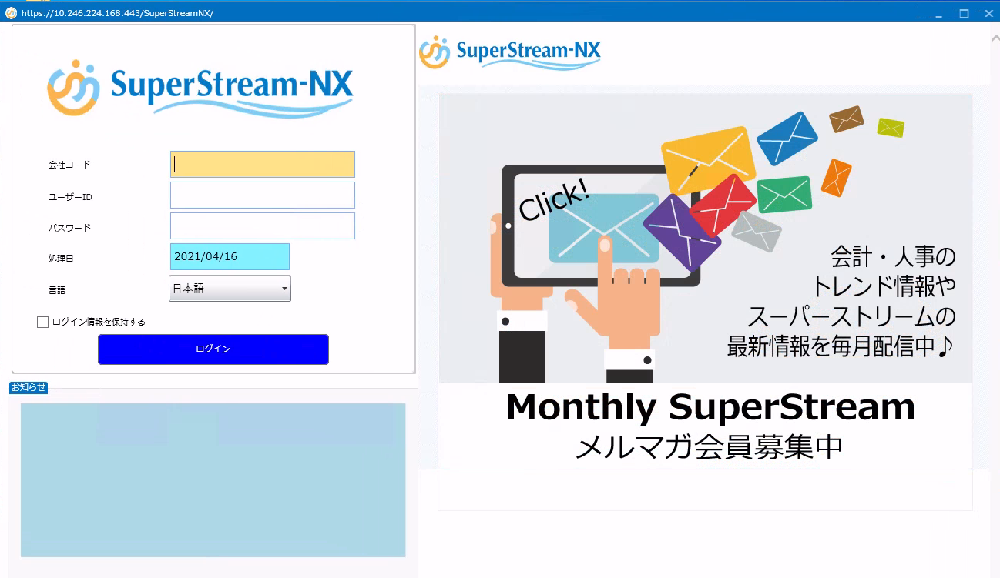 https://10.246.224.168:443/SuperStreamNX/
SuperStream-NX
会社コード
ユーザーID
パスワード
処理日
2021/04/16
言語
日本語
ログイン情報を保持する
ログイン
お知らせ
SuperStream-NX
Click!
会計・人事の
トレンド情報や
スーパーストリームの
最新情報を毎月配信中♪
Monthly SuperStream
メルマガ会員募集中